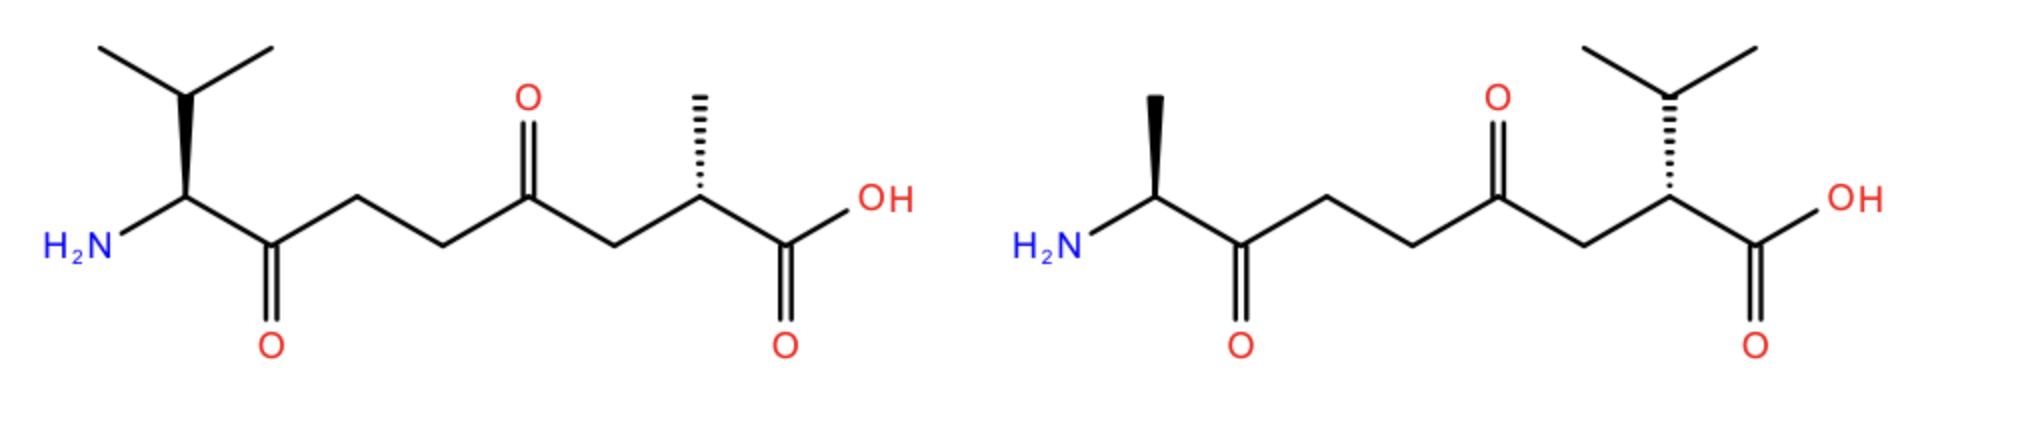 O O
OH OH
H₂N H₂N
O O O O